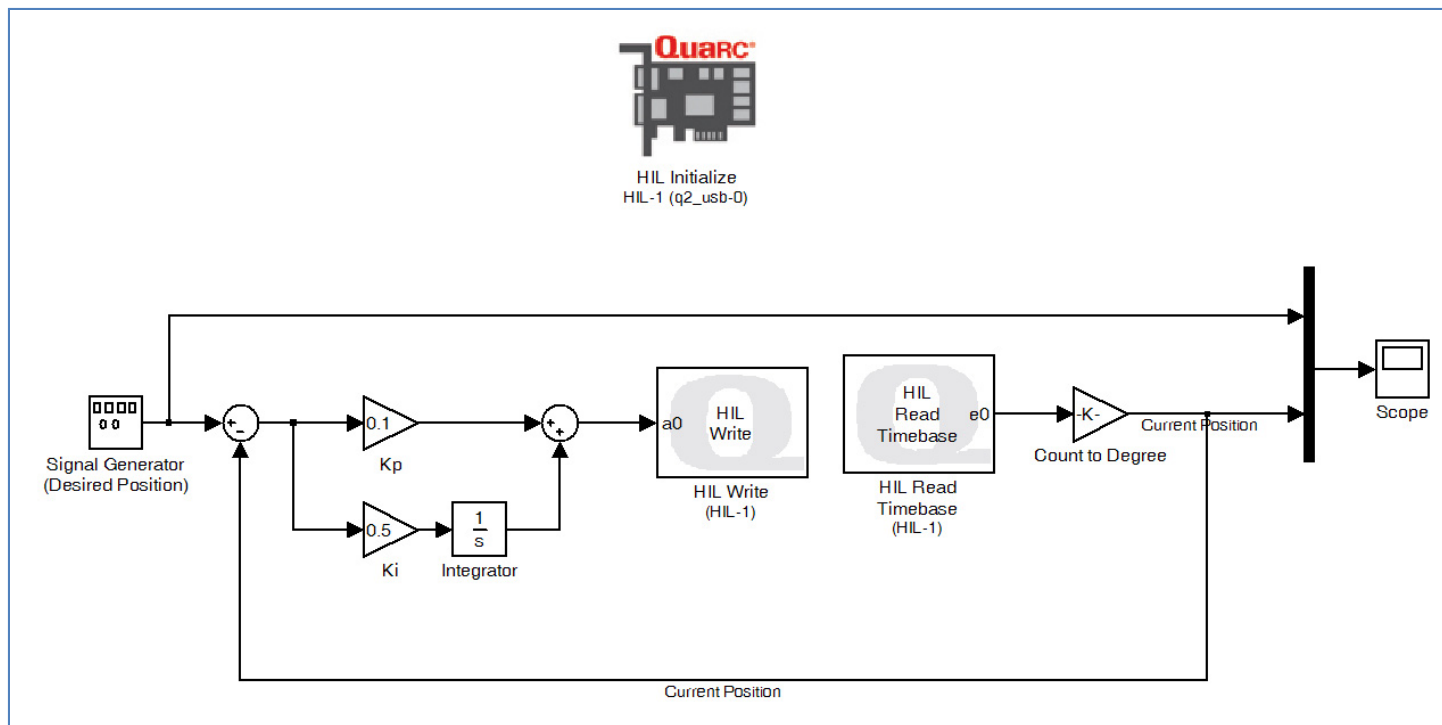 QUARC®
HIL Initialize
HIL-1 (q2_usb-0)
Signal Generator
(Desired Position)
+
-
0.1
Kp
0.5
Ki
1
s
Integrator
+
+
a0
HIL
Write
HIL Write
(HIL-1)
HIL
Read
Timebase
e0
HIL Read
Timebase
(HIL-1)
-K-
Count to Degree
Current Position
Scope
Current Position